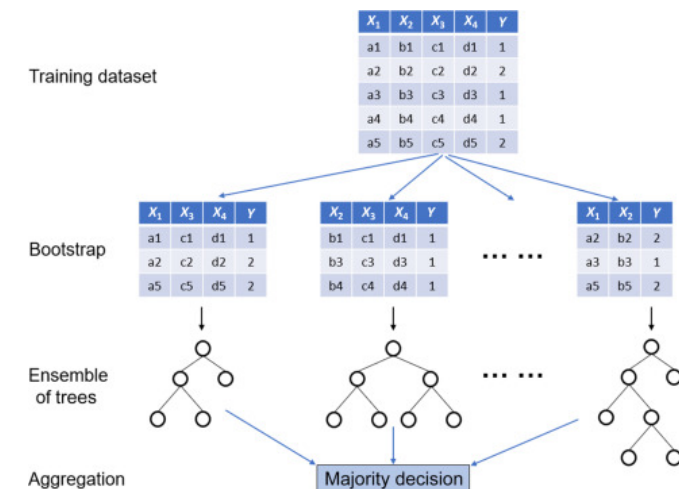 X₁ X₂ X₃ X₄ Y
a1 b1 c1 d1 1
Training dataset
a2 b2 c2 d2 2
a3 b3 c3 d3 1
a4 b4 c4 d4 1
a5 b5 c5 d5 2
X₁ X₃ X₄ Y
a1 c1 d1 1
a2 c2 d2 2
a5 c5 d5 2
X₂ X₃ X₄ Y
b1 c1 d1 1
b3 c3 d3 1
b4 c4 d4 1
... ...
X₁ X₂ Y
a2 b2 2
a3 b3 1
a5 b5 2
Bootstrap
Ensemble
of trees
... ...
Aggregation
Majority decision